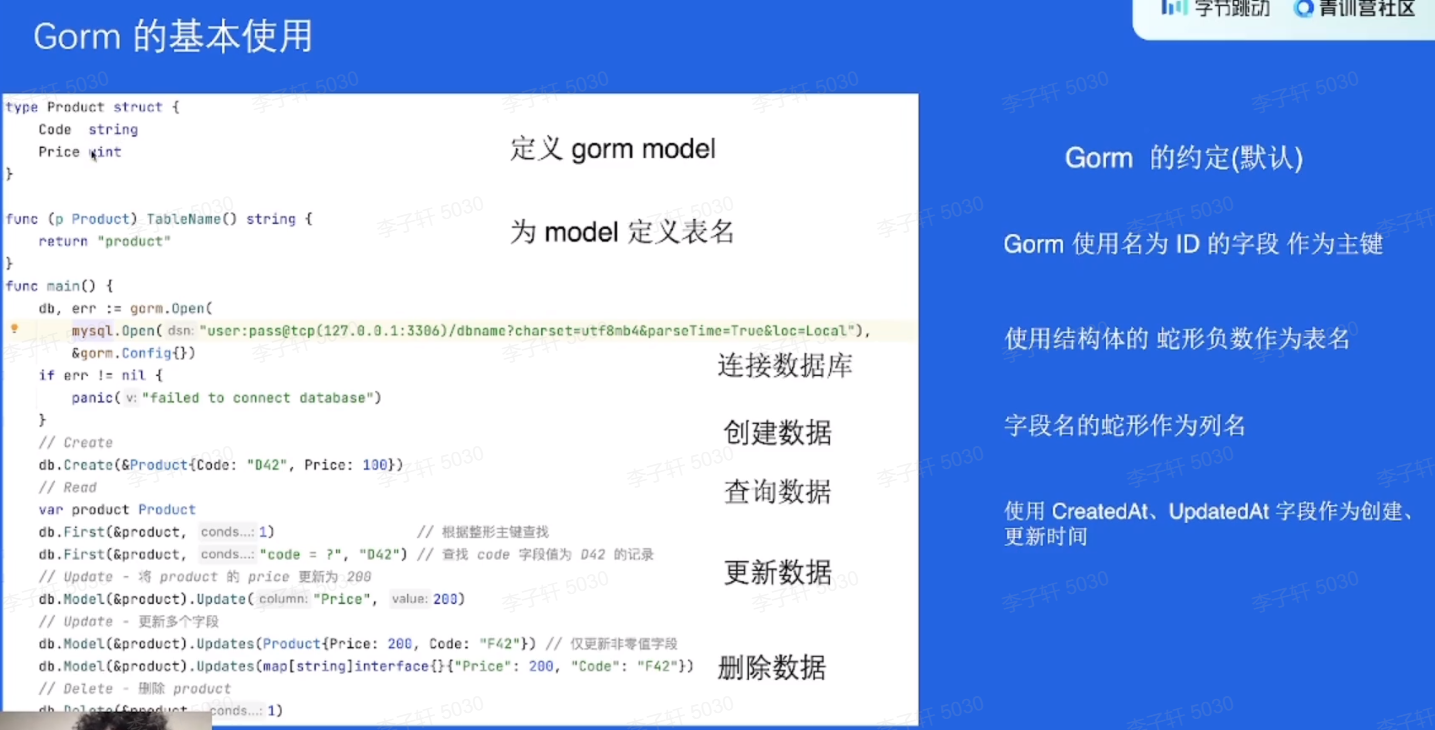 Gorm 的基本使用
字节跳动 青训营社区
type Product struct {
Code string
Price uint
}
定义 gorm model
func (p Product) TableName() string {
return "product"
}
为 model 定义表名
func main() {
db, err := gorm.Open(
mysql.Open( dsn: "user:pass@tcp(127.0.0.1:3306)/dbname?charset=utf8mb4&parseTime=True&loc=Local"),
&gorm.Config{})
if err != nil {
panic( v: "failed to connect database")
}
连接数据库
// Create
db.Create(&Product{Code: "D42", Price: 100})
创建数据
// Read
var product Product
db.First(&product, conds...: 1) // 根据整形主键查找
db.First(&product, conds...: "code = ?", "D42") // 查找 code 字段值为 D42 的记录
查询数据
// Update - 将 product 的 price 更新为 200
db.Model(&product).Update( column: "Price", value: 200)
// Update - 更新多个字段
db.Model(&product).Updates(Product{Price: 200, Code: "F42"}) // 仅更新非零值字段
db.Model(&product).Updates(map[string]interface{}{"Price": 200, "Code": "F42"})
更新数据
// Delete - 删除 product
db.Delete(&product, conds...: 1)
删除数据
Gorm 的约定(默认)
Gorm 使用名为 ID 的字段 作为主键
使用结构体的 蛇形负数作为表名
字段名的蛇形作为列名
使用 CreatedAt、UpdatedAt 字段作为创建、
更新时间
李子轩 5030